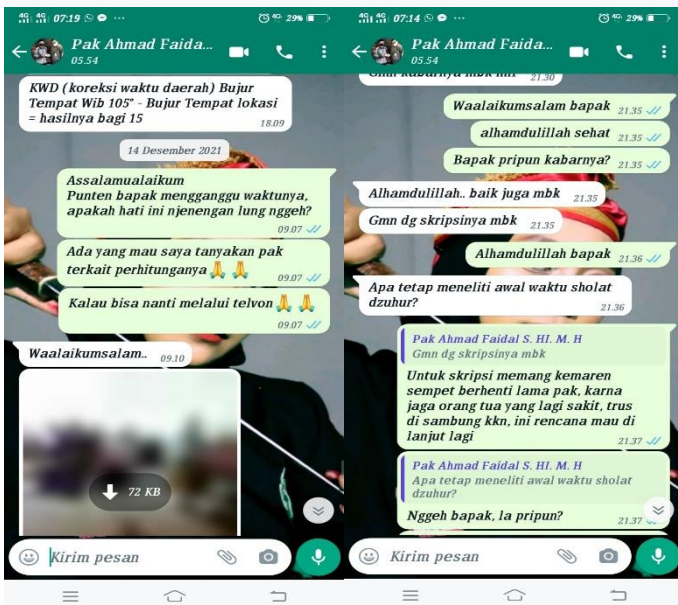 4G 4G 07:19 ···
4G 29%
Pak Ahmad Faida...
05.54
KWD (koreksi waktu daerah) Bujur
Tempat Wib 105° - Bujur Tempat lokasi
= hasilnya bagi 15
18.09
14 Desember 2021
Assalamualaikum
Punten bapak mengganggu waktunya,
apakah hati ini njenengan lung nggeh?
09.07
Ada yang mau saya tanyakan pak
terkait perhitunganya 🙏 🙏
09.07
Kalau bisa nanti melalui telvon 🙏 🙏
09.07
Waalaikumsalam.. 09.10
72 KB
Kirim pesan
4G 4G 07:14 ···
4G 29%
Pak Ahmad Faida...
05.54
21.30
Waalaikumsalam bapak 21.35
alhamdulillah sehat 21.35
Bapak pripun kabarnya? 21.35
Alhamdulillah.. baik juga mbk 21.35
Gmn dg skripsinya mbk 21.35
Alhamdulillah bapak 21.36
Apa tetap meneliti awal waktu sholat
dzuhur?
21.36
Pak Ahmad Faidal S. HI. M. H
Gmn dg skripsinya mbk
Untuk skripsi memang kemaren
sempet berhenti lama pak, karna
jaga orang tua yang lagi sakit, trus
di sambung kkn, ini rencana mau di
lanjut lagi
21.37
Pak Ahmad Faidal S. HI. M. H
Apa tetap meneliti awal waktu sholat
dzuhur?
Nggeh bapak, la pripun? 21.37
Kirim pesan